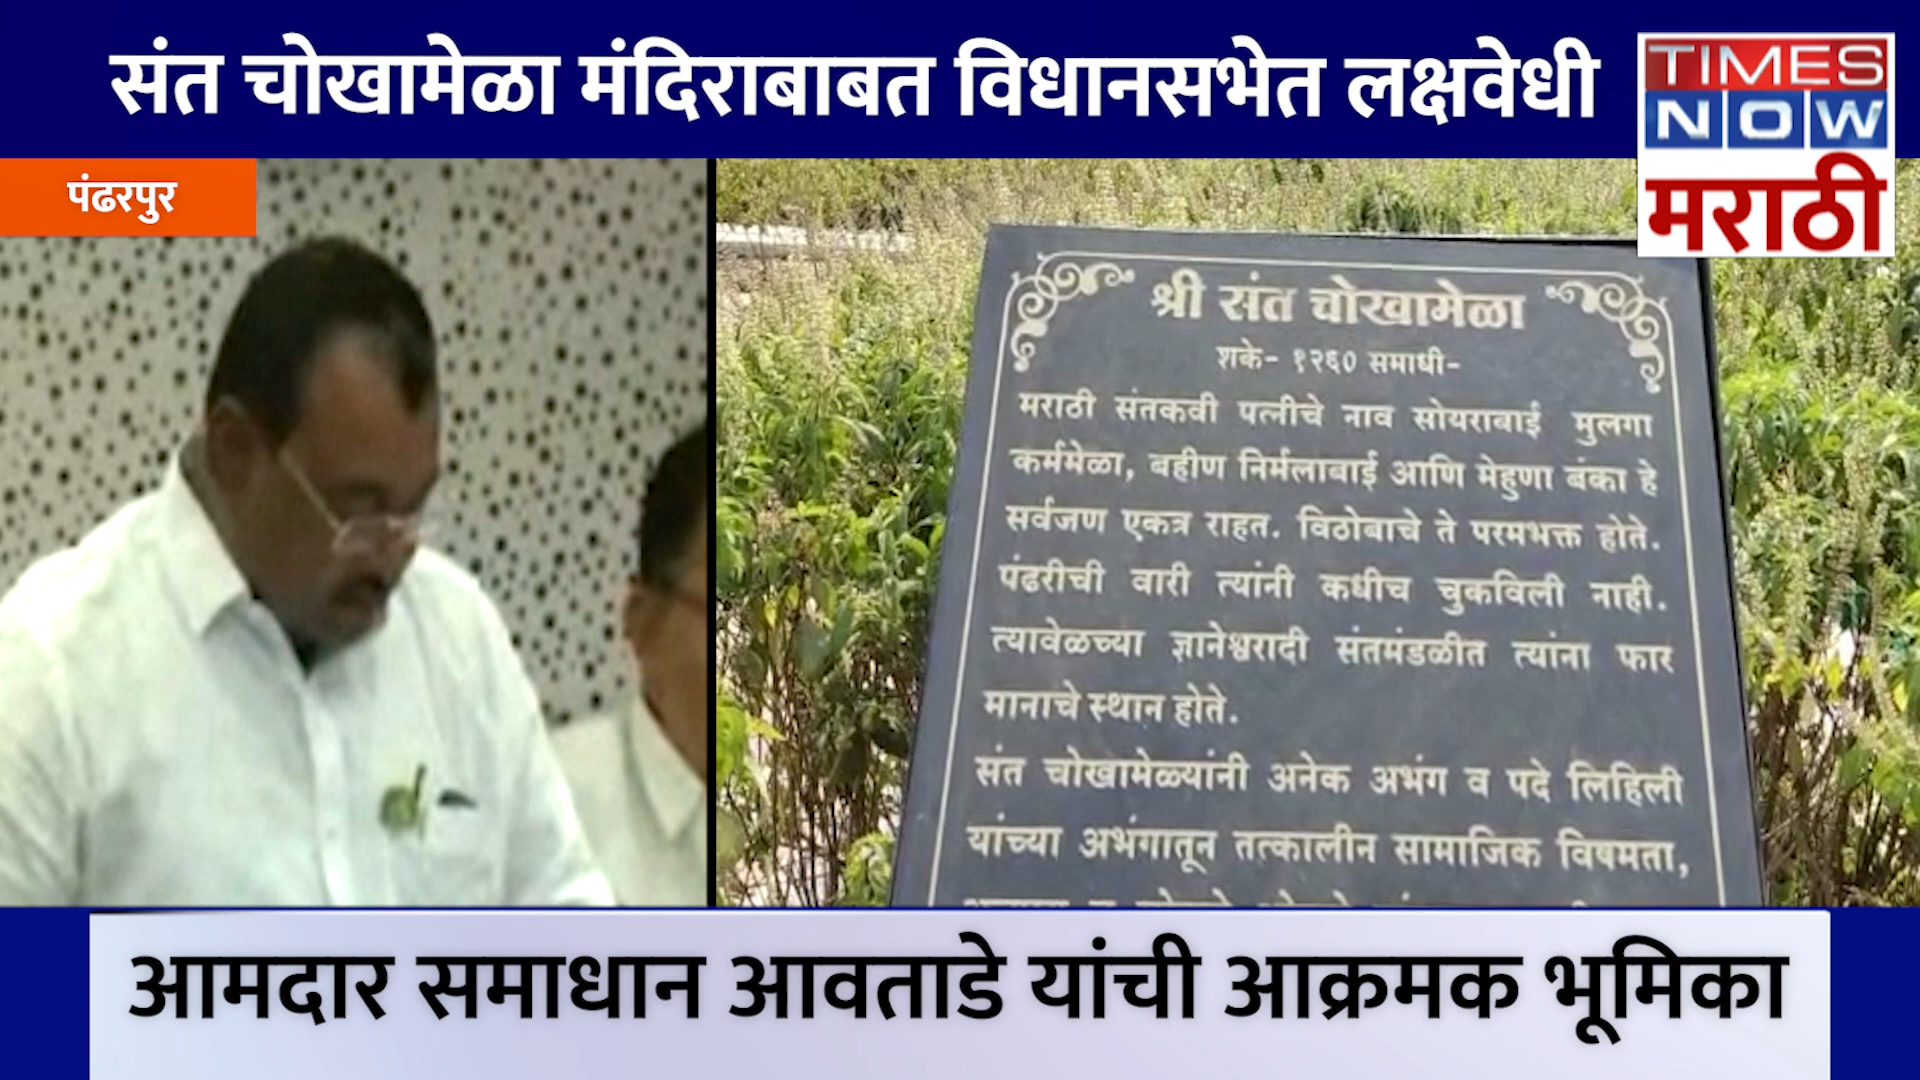 संत चोखामेळा मंदिराबाबत विधानसभेत लक्षवेधी
TIMES
NOW
मराठी
पंढरपुर
श्री संत चोखामेळा
शके- १२६० समाधी-
मराठी संतकवी पत्नीचे नाव सोयराबाई मुलगा
कर्ममेळा, बहीण निर्मलाबाई आणि मेहुणा बंका हे
सर्वजण एकत्र राहत. विठोबाचे ते परमभक्त होते.
पंढरीची वारी त्यांनी कधीच चुकविली नाही.
त्यावेळच्या ज्ञानेश्वरादी संतमंडळीत त्यांना फार
मानाचे स्थान होते.
संत चोखामेळ्यांनी अनेक अभंग व पदे लिहिली
यांच्या अभंगातून तत्कालीन सामाजिक विषमता,
आमदार समाधान आवताडे यांची आक्रमक भूमिका